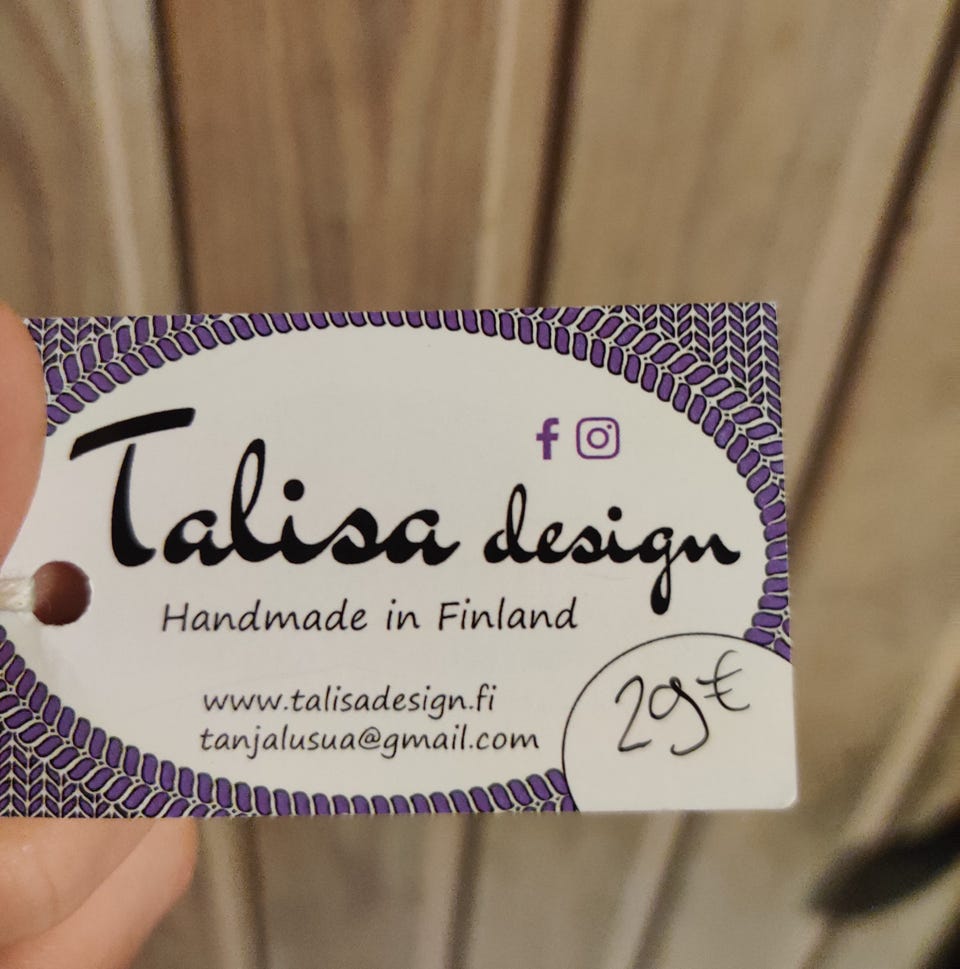 Talisa design
Handmade in Finland
www.talisadesign.fi
tanjalusua@gmail.com
29€